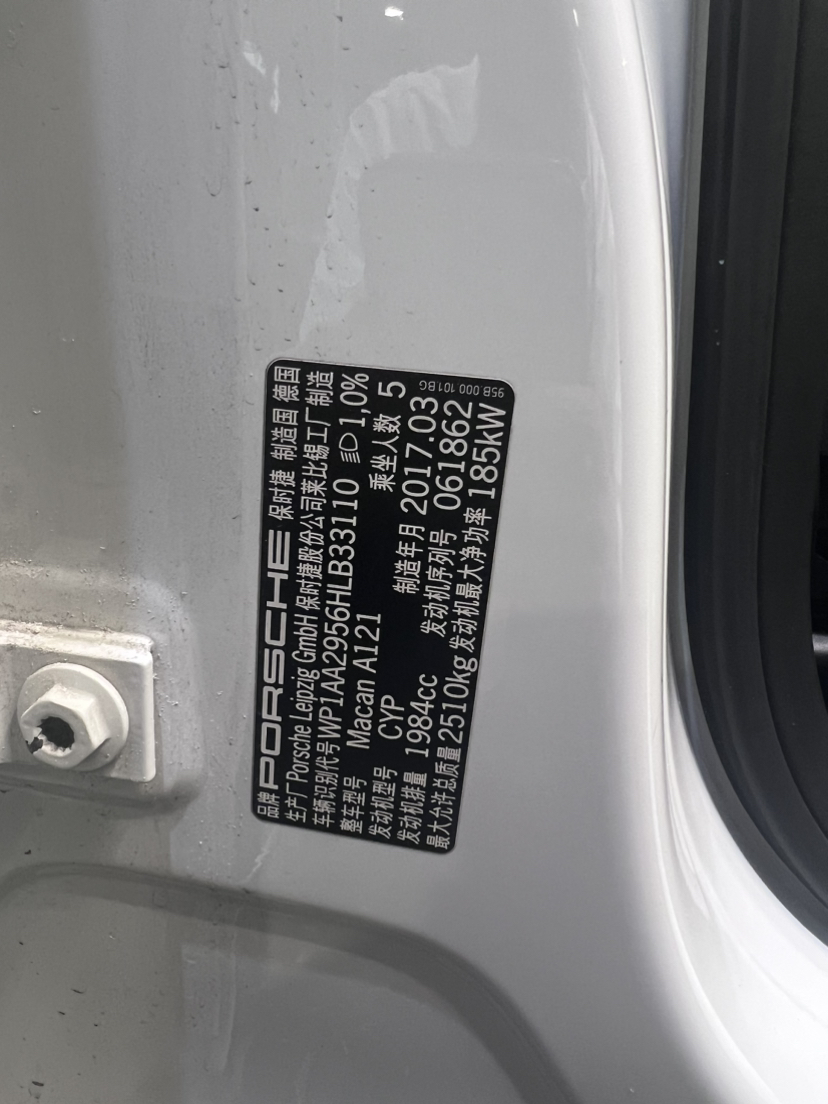 品牌 PORSCHE 保时捷 制造国 德国
生产厂 Porsche Leipzig GmbH 保时捷股份公司莱比锡工厂 制造
车辆识别代号 WP1AA2956HLB33110 1,0%
整车型号 Macan A121 乘坐人数 5
发动机型号 CYP 制造年月 2017.03
发动机排量 1984cc 发动机序列号 061862
最大允许总质量 2510kg 发动机最大净功率 185kW
95B.000.101BG